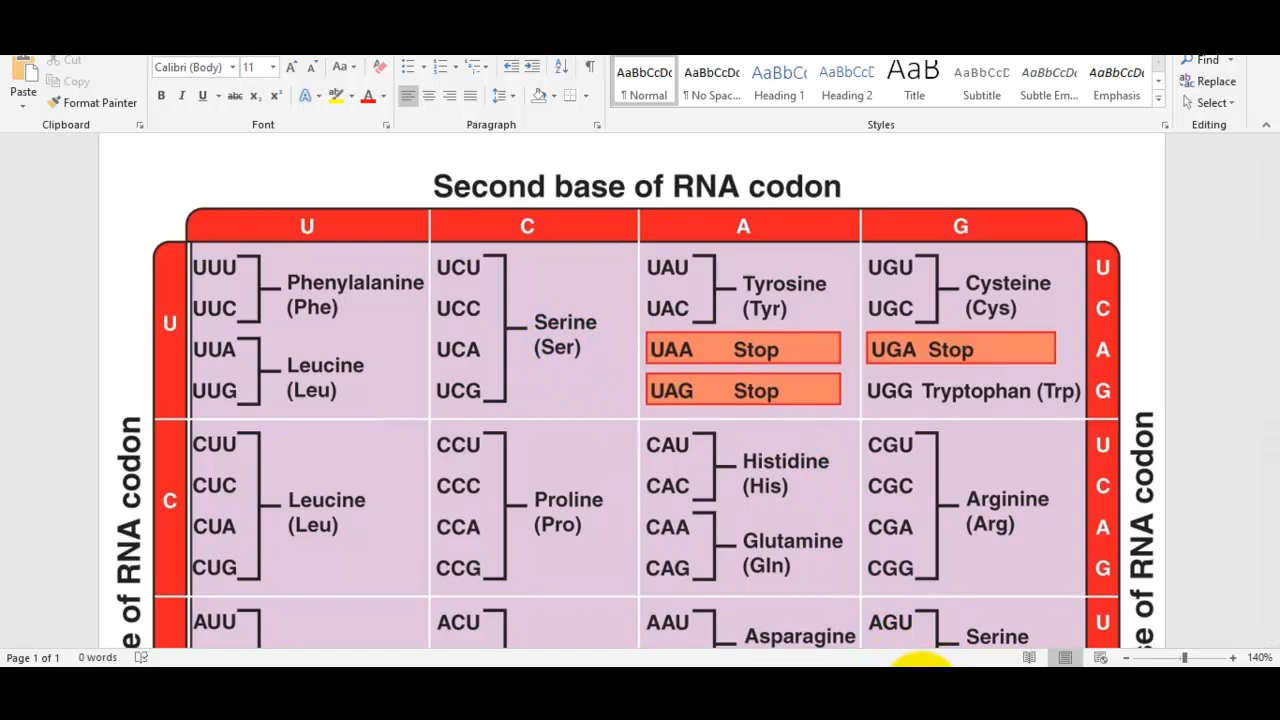 Cut
Copy
Paste
Format Painter
Clipboard
Calibri (Body) 11 A A Aa
B I U abc x₂ x² A A
Font
Paragraph
AaBbCcDc AaBbCcDc AaBbCc AaBbCcD AaB AaBbCcD AaBbCcDc AaBbCcDc
¶ Normal ¶ No Spac... Heading 1 Heading 2 Title Subtitle Subtle Em... Emphasis
Styles
Find
Replace
Select
Editing
Second base of RNA codon
U C A G
U
UUU
UUC
Phenylalanine
(Phe)
UUA
UUG
Leucine
(Leu)
UCU
UCC
UCA
UCG
Serine
(Ser)
UAU
UAC
Tyrosine
(Tyr)
UAA Stop
UAG Stop
UGU
UGC
Cysteine
(Cys)
UGA Stop
UGG Tryptophan (Trp)
U
C
A
G
C
CUU
CUC
CUA
CUG
Leucine
(Leu)
CCU
CCC
CCA
CCG
Proline
(Pro)
CAU
CAC
Histidine
(His)
CAA
CAG
Glutamine
(Gln)
CGU
CGC
CGA
CGG
Arginine
(Arg)
U
C
A
G
AUU
ACU
AAU
Asparagine
AGU
Serine
U
e of RNA codon
se of RNA codon
Page 1 of 1 0 words 140%